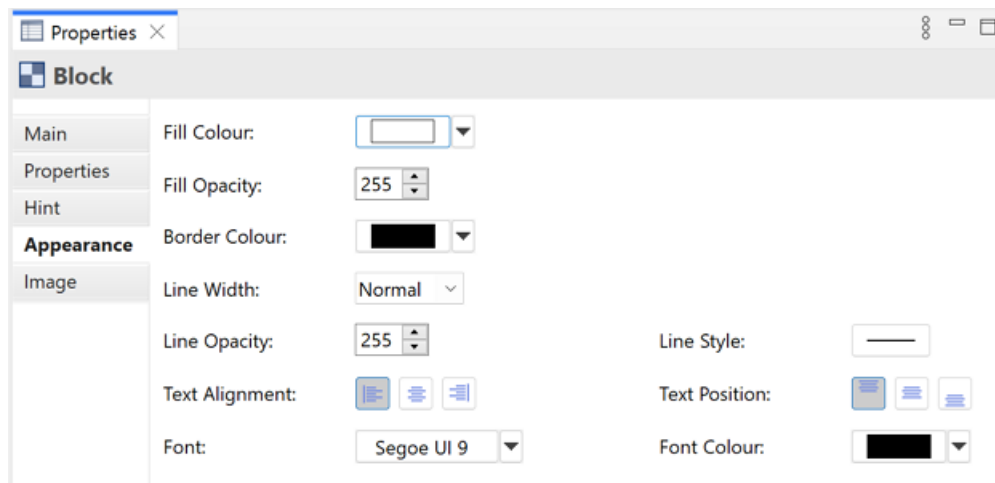 Properties
Block
Main
Properties
Hint
Appearance
Image
Fill Colour:
Fill Opacity: 255
Border Colour:
Line Width: Normal
Line Opacity: 255 Line Style:
Text Alignment: Text Position:
Font: Segoe UI 9 Font Colour: